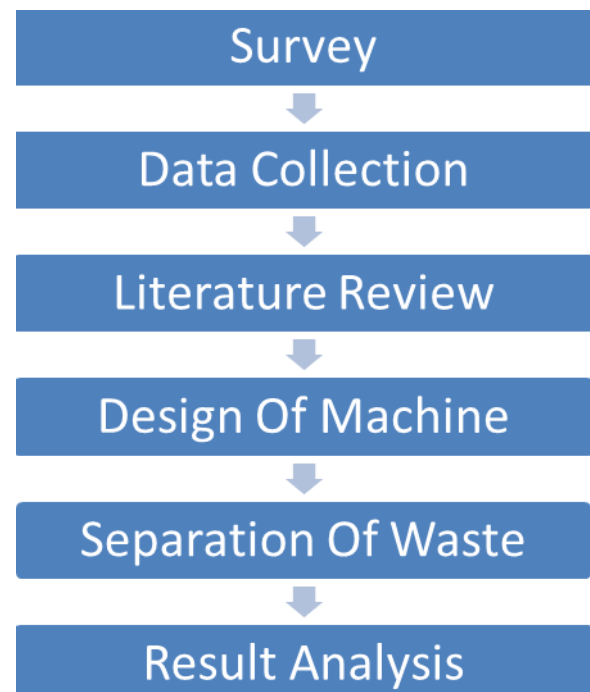 Survey
Data Collection
Literature Review
Design Of Machine
Separation Of Waste
Result Analysis